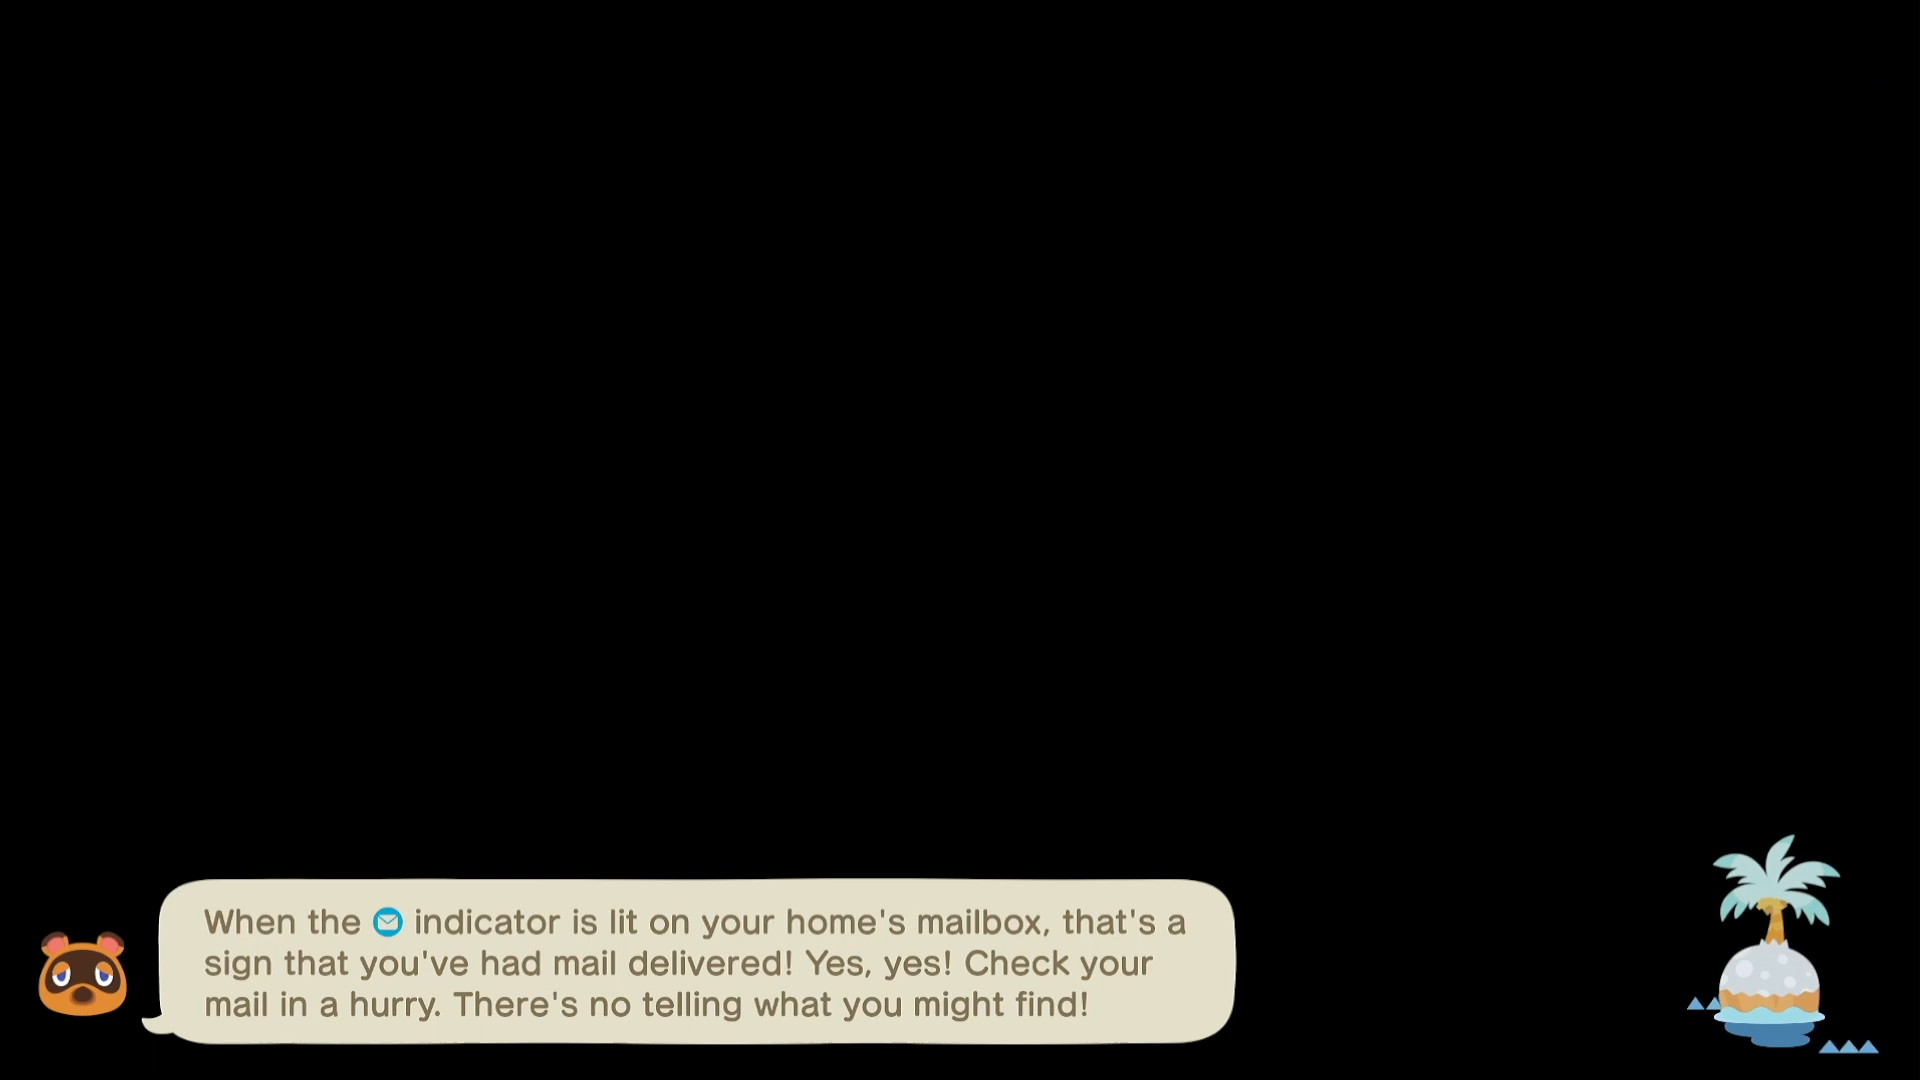 When the indicator is lit on your home's mailbox, that's a
sign that you've had mail delivered! Yes, yes! Check your
mail in a hurry. There's no telling what you might find!